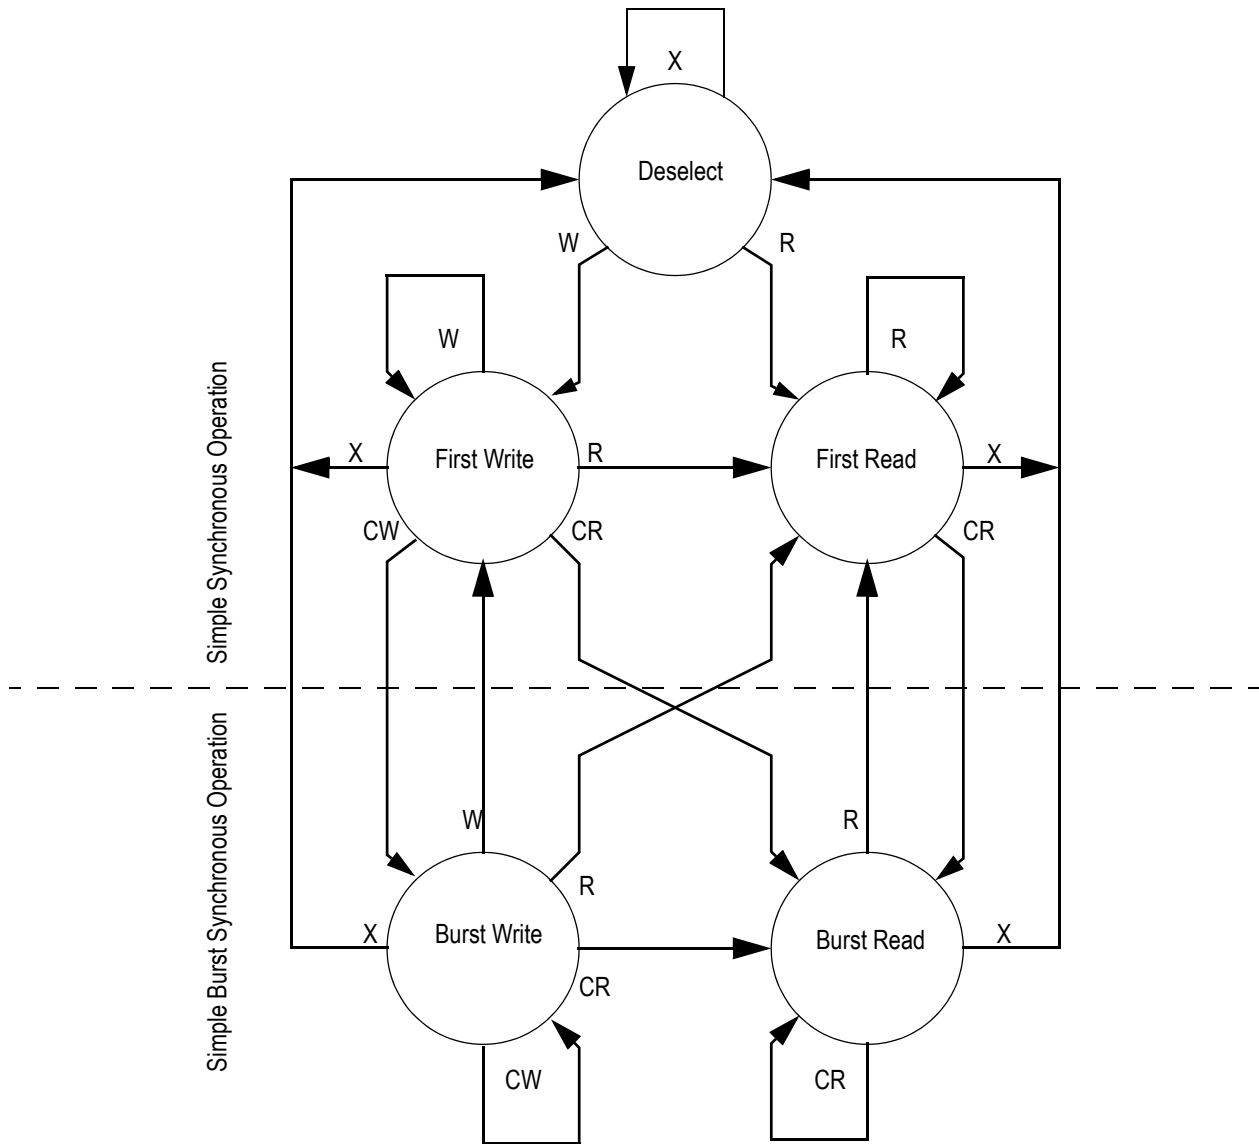 X
Deselect
W
R
W
R
Simple Synchronous Operation
X
First Write
R
First Read
X
CW
CR
CR
Simple Burst Synchronous Operation
W
R
X
Burst Write
R
Burst Read
X
CR
CW
CR